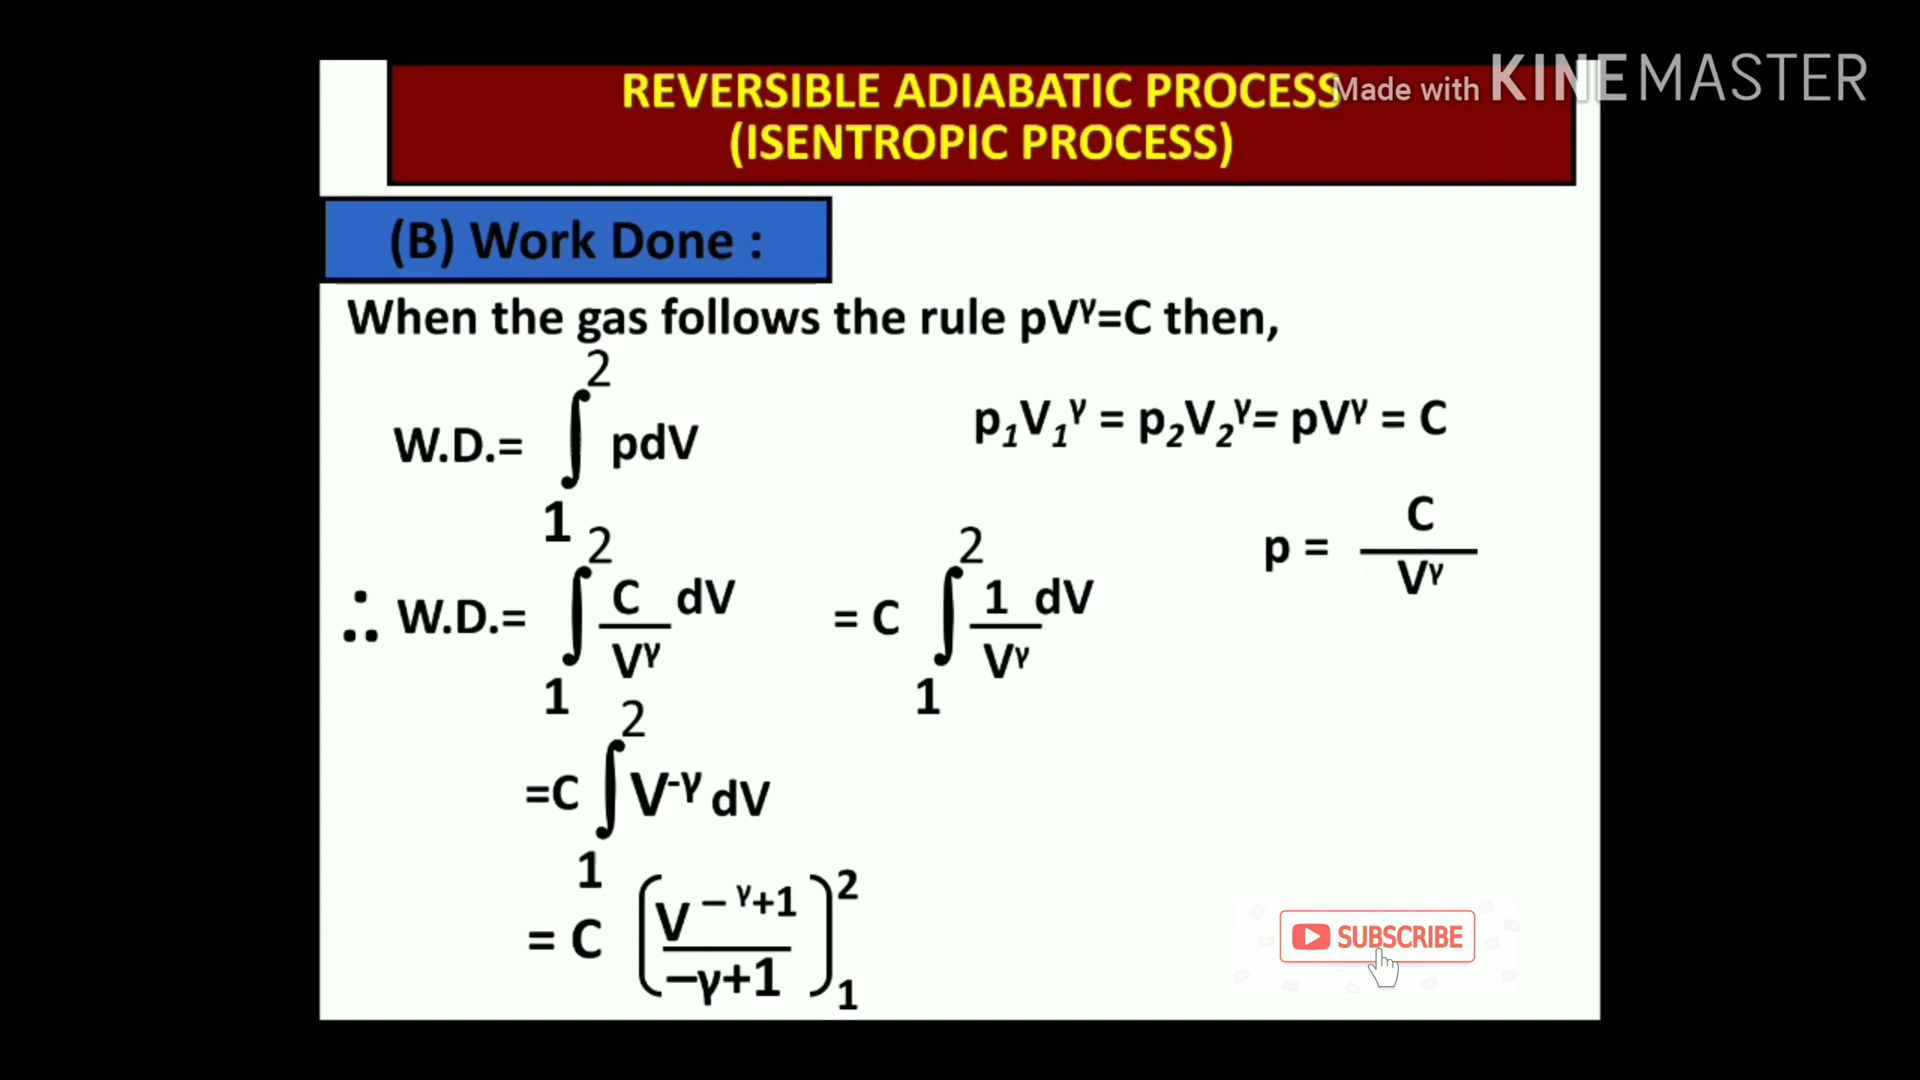 REVERSIBLE ADIABATIC PROCESS
(ISENTROPIC PROCESS)
Made with KINEMASTER
(B) Work Done :
When the gas follows the rule pVᵞ=C then,
W.D.= ∫₁² pdV
p₁V₁ᵞ = p₂V₂ᵞ= pVᵞ = C
p = C/Vᵞ
∴ W.D.= ∫₁² C/Vᵞ dV = C ∫₁² 1/Vᵞ dV
=C ∫₁² V⁻ᵞ dV
= C (V^(–γ+1)/–γ+1)₁²
SUBSCRIBE